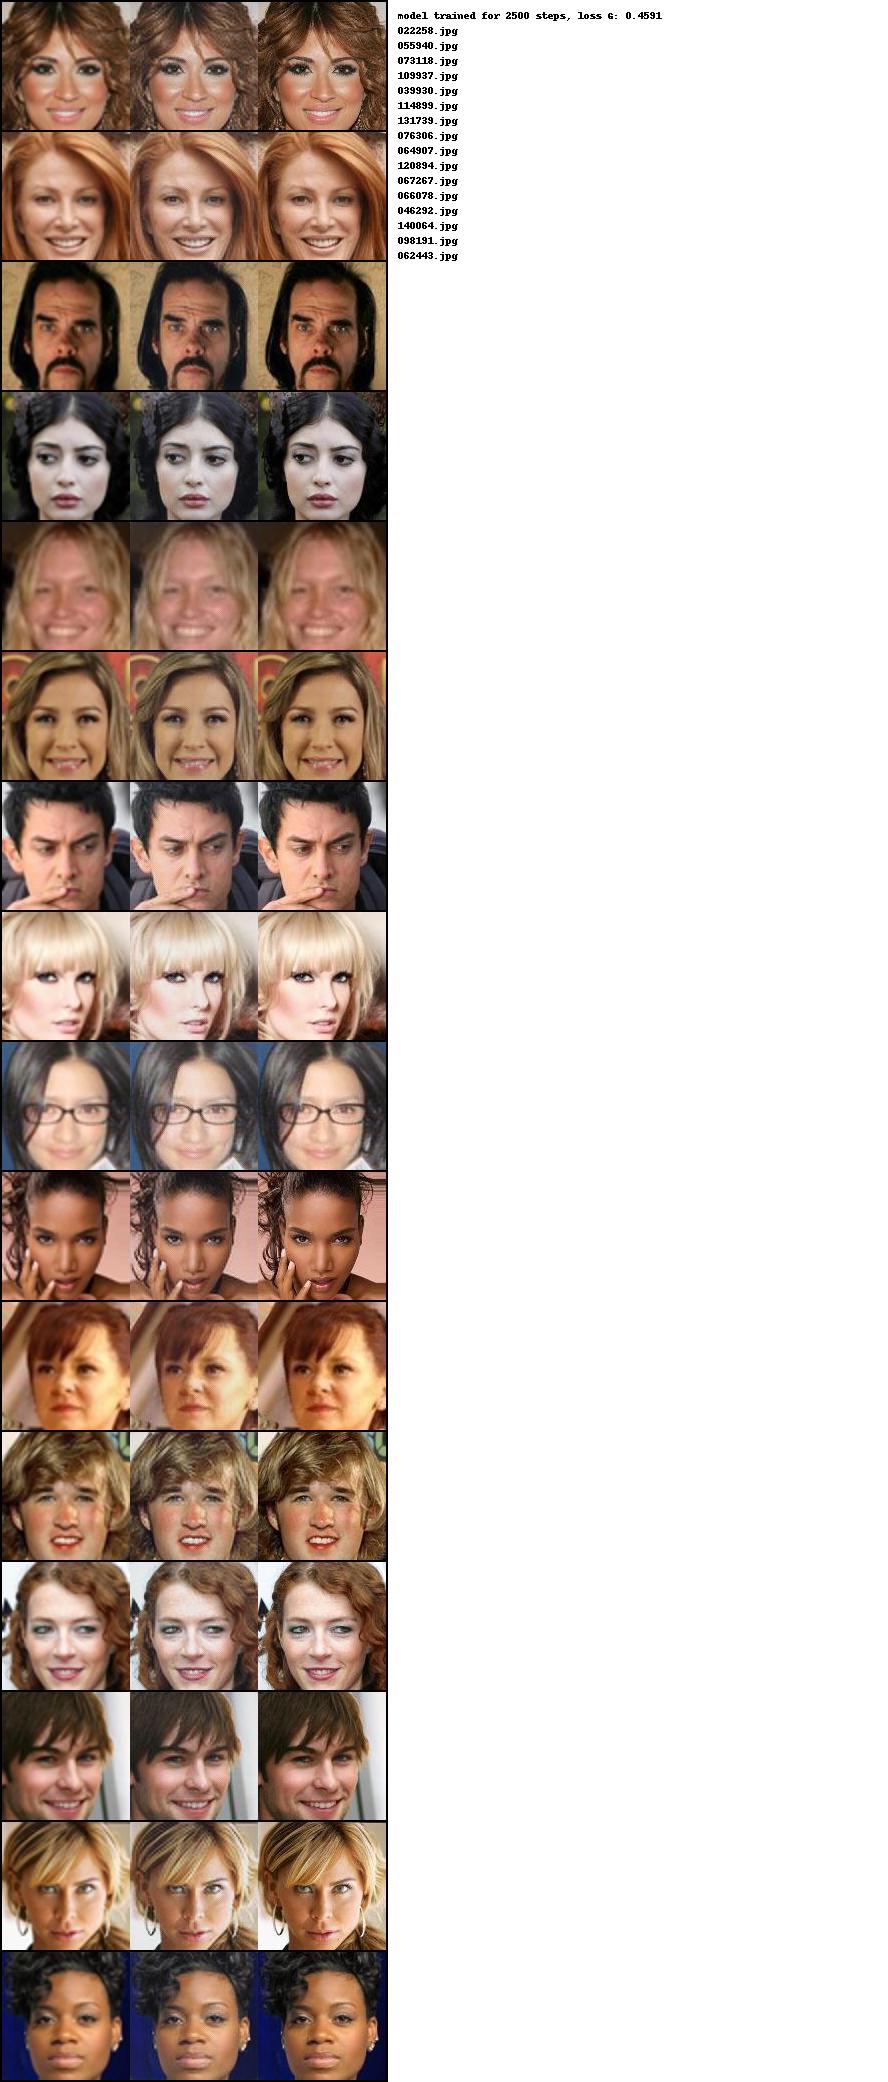 model trained for 2500 steps, loss G: 0.4591
022258.jpg
055940.jpg
073118.jpg
109937.jpg
039930.jpg
114899.jpg
131739.jpg
076306.jpg
064907.jpg
120894.jpg
067267.jpg
066078.jpg
046292.jpg
140064.jpg
098191.jpg
062443.jpg